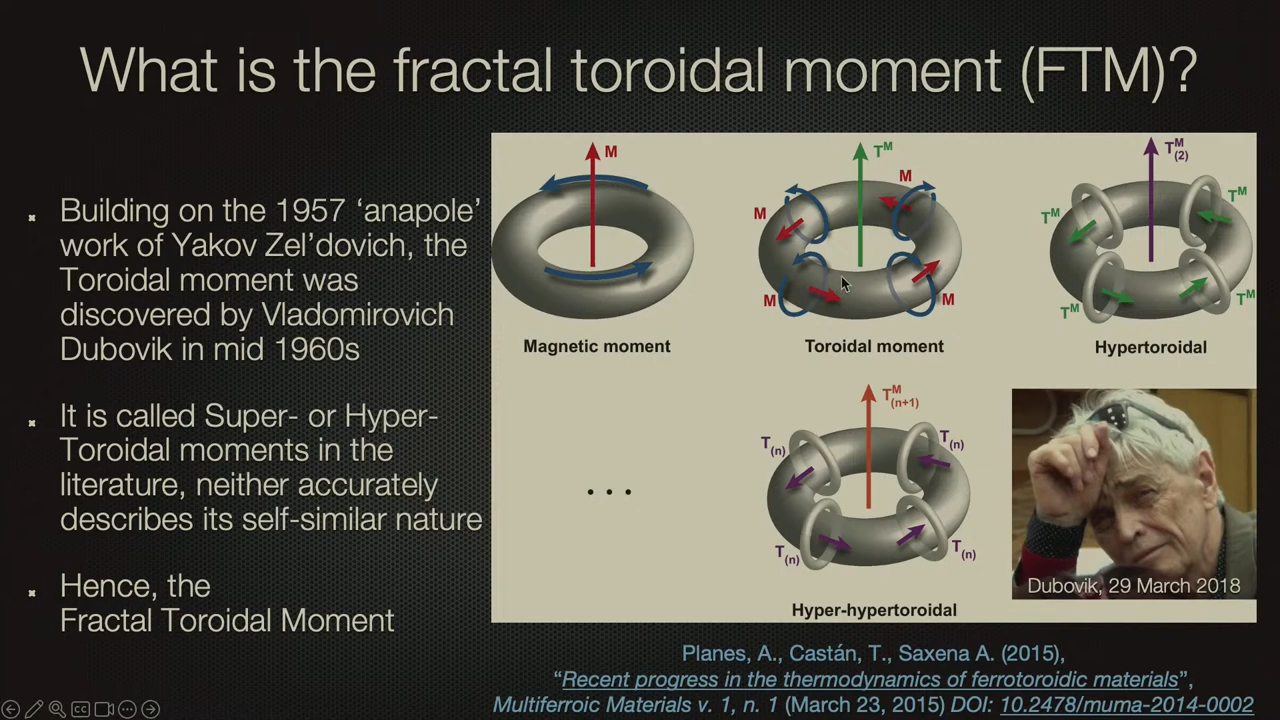 What is the fractal toroidal moment (FTM)?
Building on the 1957 ‘anapole’
work of Yakov Zel’dovich, the
Toroidal moment was
discovered by Vladomirovich
Dubovik in mid 1960s
It is called Super- or Hyper-
Toroidal moments in the
literature, neither accurately
describes its self-similar nature
Hence, the
Fractal Toroidal Moment
M
Magnetic moment
T^M
M
M
M
M
Toroidal moment
T^M_(2)
T^M
T^M
T^M
T^M
Hypertoroidal
. . .
T^M_(n+1)
T_(n)
T_(n)
T_(n)
T_(n)
Hyper-hypertoroidal
Dubovik, 29 March 2018
Planes, A., Castán, T., Saxena A. (2015),
“Recent progress in the thermodynamics of ferrotoroidic materials”,
Multiferroic Materials v. 1, n. 1 (March 23, 2015) DOI: 10.2478/muma-2014-0002
CC